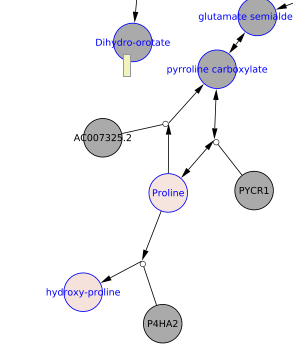 glutamate semialde
Dihydro-orotate
pyrroline carboxylate
AC007325.2
Proline
PYCR1
hydroxy-proline
P4HA2